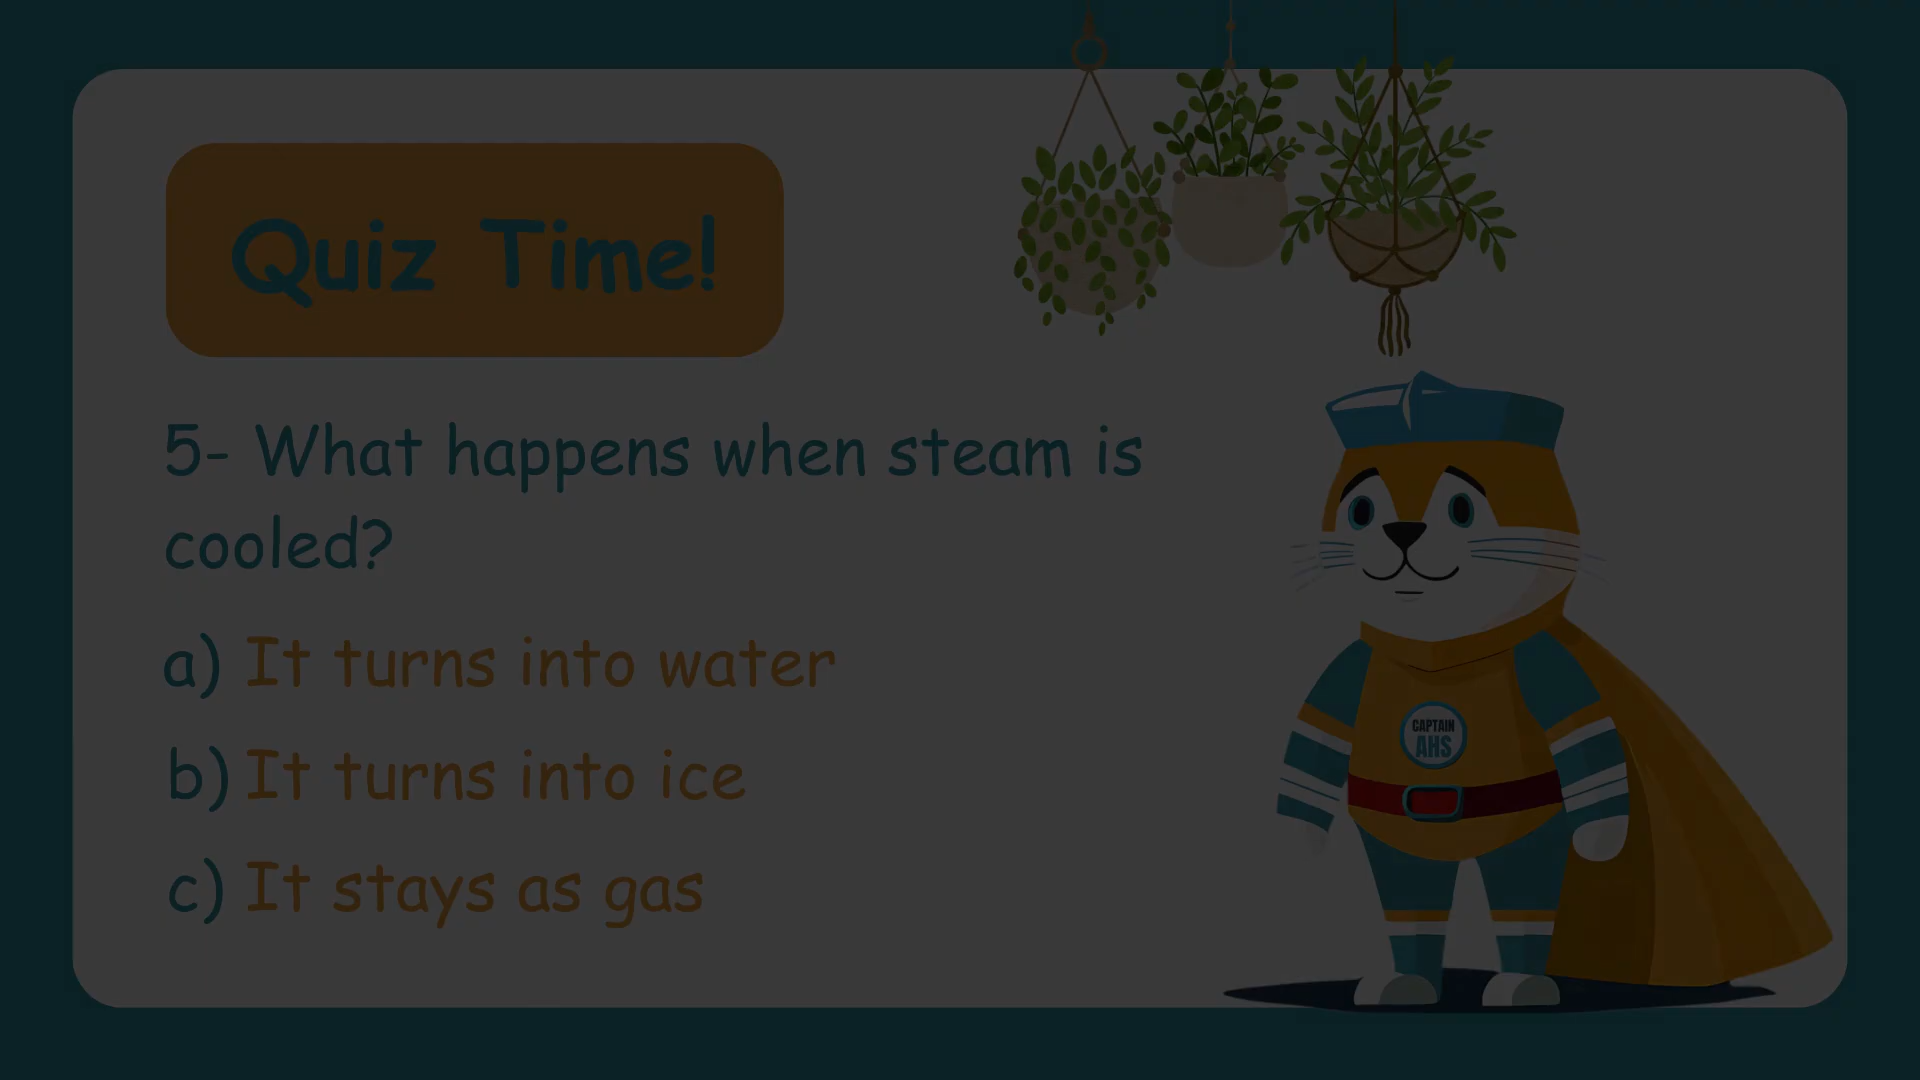 Quiz Time!
5- What happens when steam is
cooled?
a) It turns into water
b) It turns into ice
c) It stays as gas
CAPTAIN
AHS